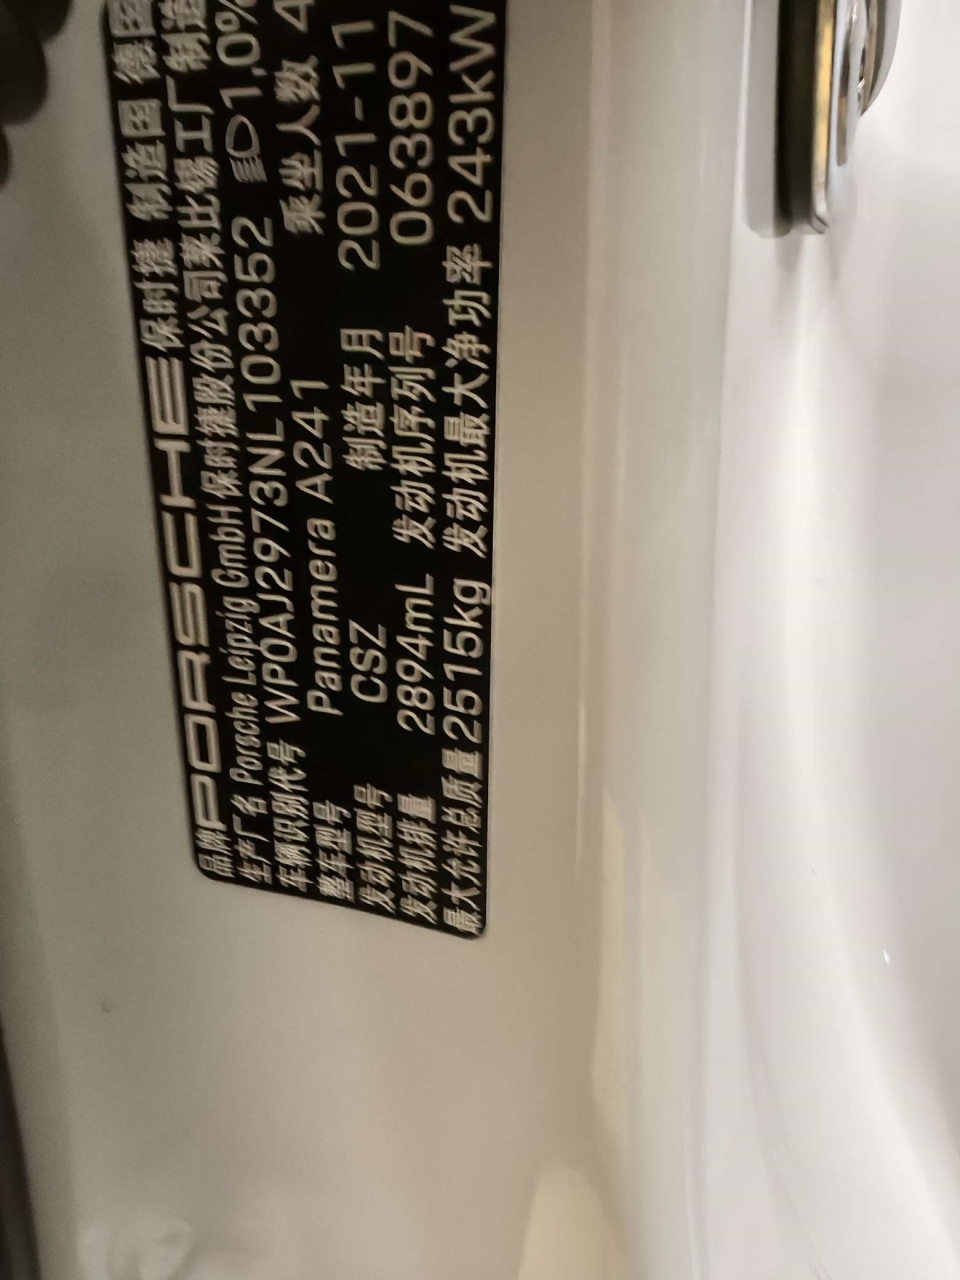 品牌 PORSCHE 保时捷 制造国 德国
生产厂名 Porsche Leipzig GmbH 保时捷股份公司莱比锡工厂 制造
车辆识别代号 WP0AJ2973NL103352 1.0%
整车型号 Panamera A241 乘坐人数 4
发动机型号 CSZ 制造年月 2021-11
发动机排量 2894mL 发动机序列号 063897
最大允许总质量 2515kg 发动机最大净功率 243kW